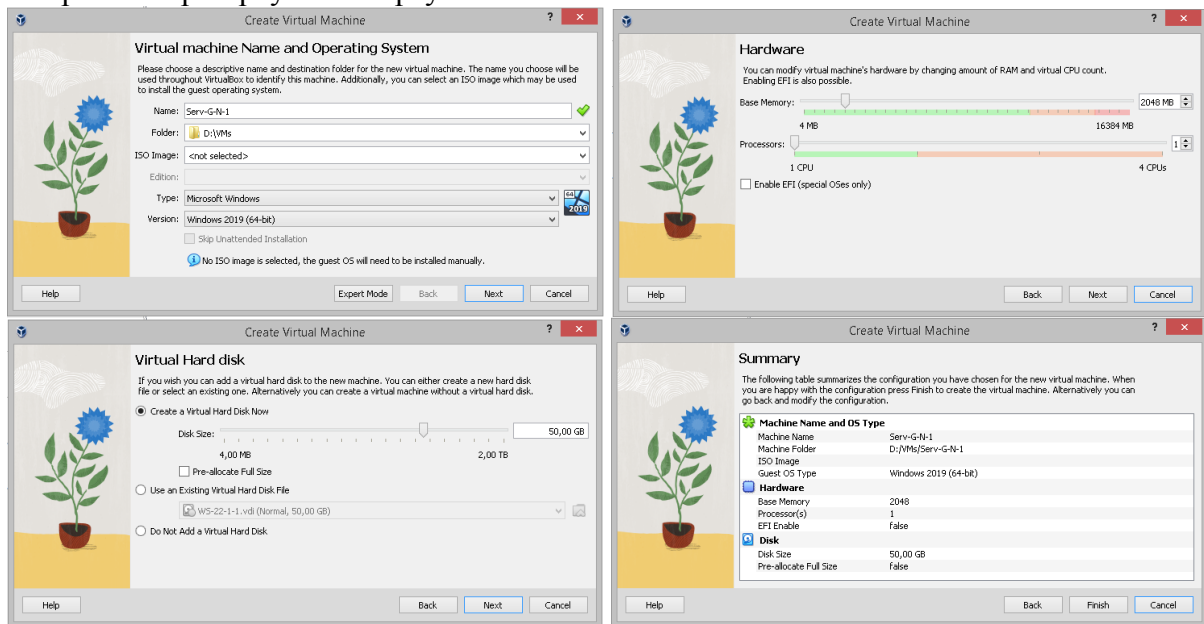 Create Virtual Machine
?
Virtual machine Name and Operating System
Please choose a descriptive name and destination folder for the new virtual machine. The name you choose will be
used throughout VirtualBox to identify this machine. Additionally, you can select an ISO image which may be used
to install the guest operating system.
Name: Serv-G-N-1
Folder: D:\VMs
ISO Image: <not selected>
Edition:
Type: Microsoft Windows
64
2019
Version: Windows 2019 (64-bit)
Skip Unattended Installation
No ISO image is selected, the guest OS will need to be installed manually.
Help Expert Mode Back Next Cancel
Create Virtual Machine
?
Hardware
You can modify virtual machine's hardware by changing amount of RAM and virtual CPU count.
Enabling EFI is also possible.
Base Memory: 2048 MB
4 MB 16384 MB
Processors: 1
1 CPU 4 CPUs
Enable EFI (special OSes only)
Help Back Next Cancel
Create Virtual Machine
?
Virtual Hard disk
If you wish you can add a virtual hard disk to the new machine. You can either create a new hard disk
file or select an existing one. Alternatively you can create a virtual machine without a virtual hard disk.
Create a Virtual Hard Disk Now
Disk Size: 50,00 GB
4,00 MB 2,00 TB
Pre-allocate Full Size
Use an Existing Virtual Hard Disk File
WS-22-1-1.vdi (Normal, 50,00 GB)
Do Not Add a Virtual Hard Disk
Help Back Next Cancel
Create Virtual Machine
?
Summary
The following table summarizes the configuration you have chosen for the new virtual machine. When
you are happy with the configuration press Finish to create the virtual machine. Alternatively you can
go back and modify the configuration.
Machine Name and OS Type
Machine Name Serv-G-N-1
Machine Folder D:/VMs/Serv-G-N-1
ISO Image
Guest OS Type Windows 2019 (64-bit)
Hardware
Base Memory 2048
Processor(s) 1
EFI Enable false
Disk
Disk Size 50,00 GB
Pre-allocate Full Size false
Help Back Finish Cancel